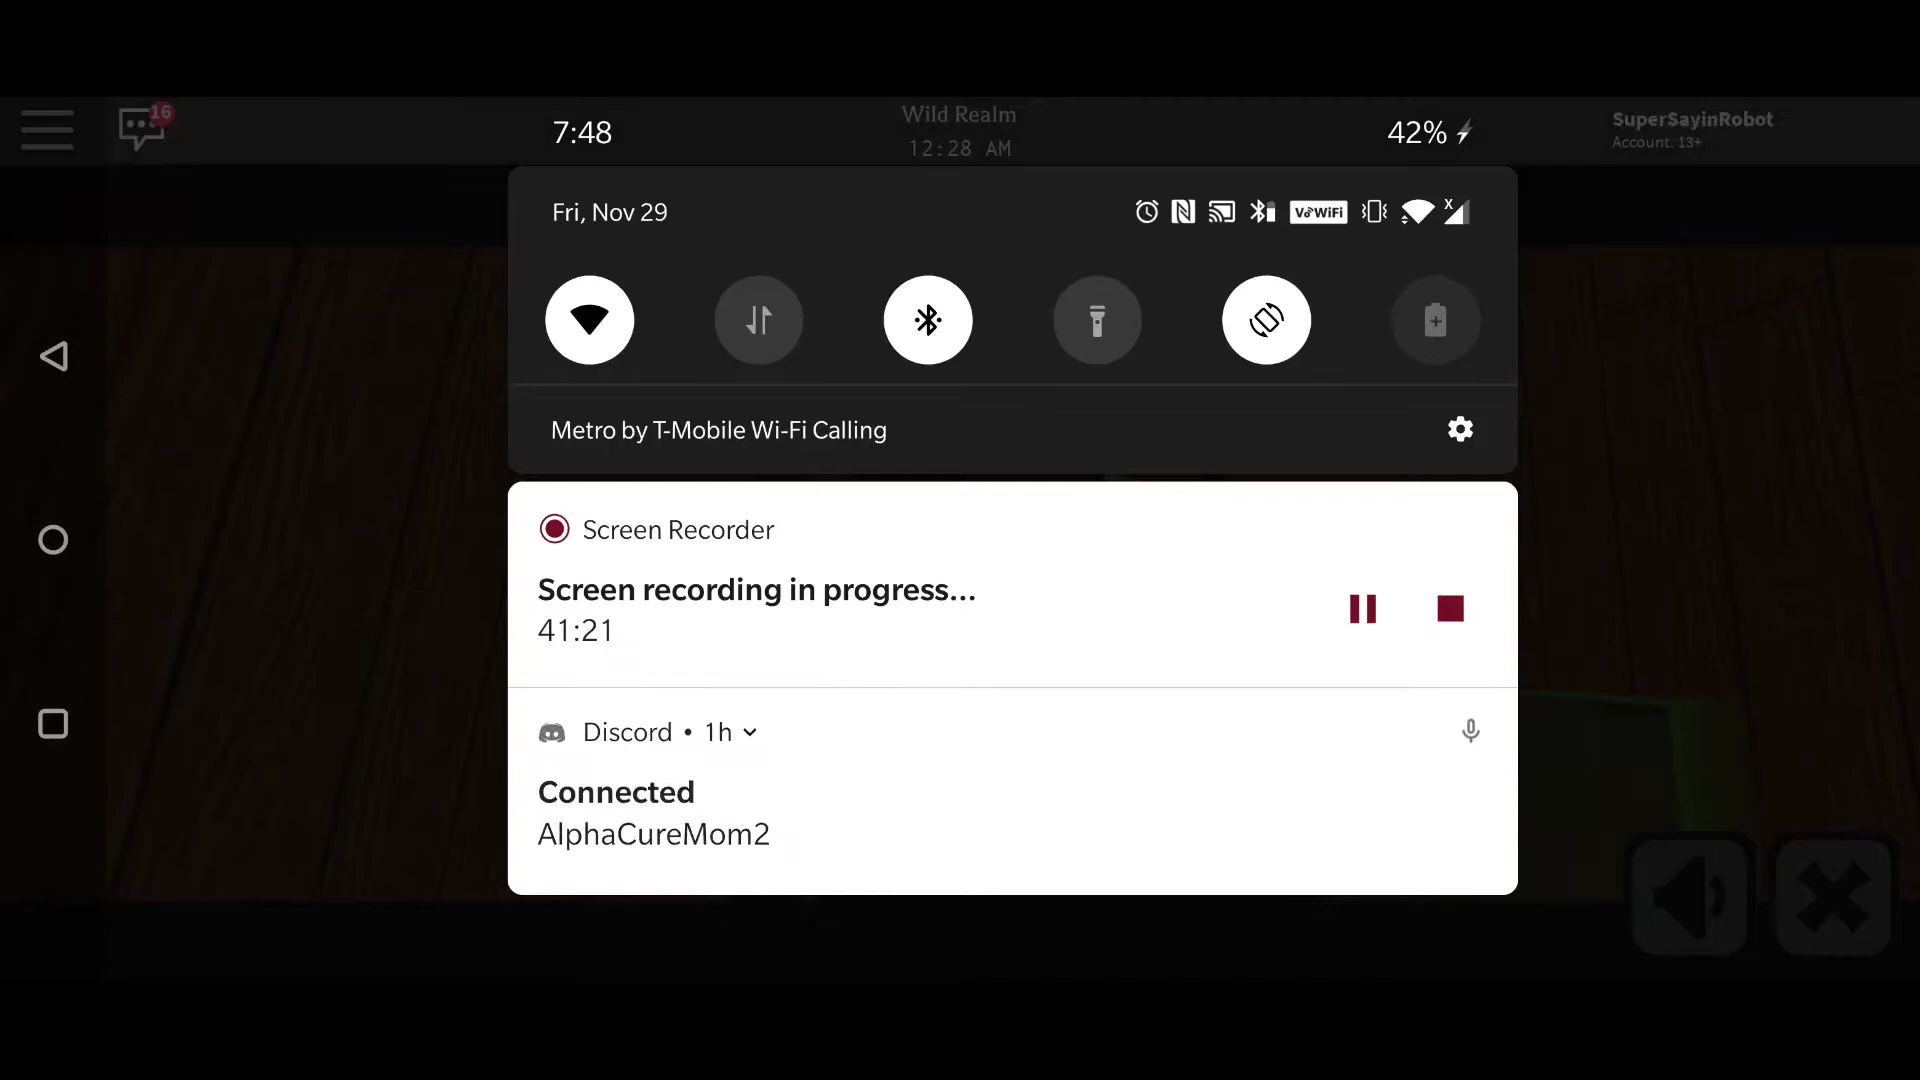 16
7:48
Wild Realm
12:28 AM
42%
SuperSayinRobot
Account: 13+
Fri, Nov 29
VoWiFi
X
Metro by T-Mobile Wi-Fi Calling
Screen Recorder
Screen recording in progress...
41:21
Discord • 1h
Connected
AlphaCureMom2